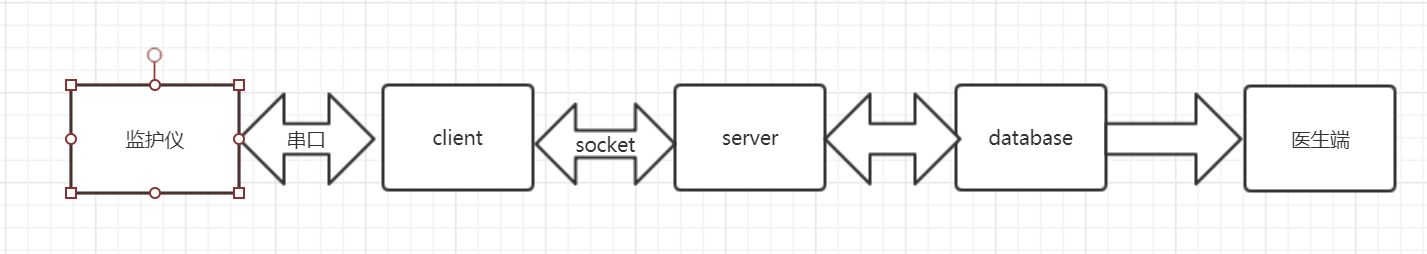 监护仪
串口
client
socket
server
database
医生端